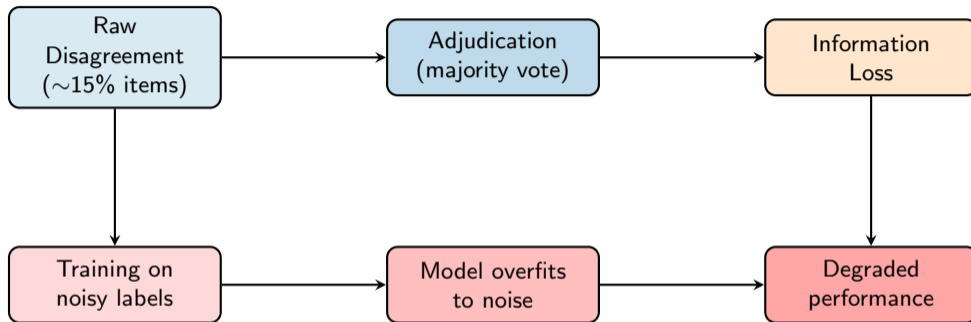 Raw
Disagreement
(∼15% items)
Adjudication
(majority vote)
Information
Loss
Training on
noisy labels
Model overfits
to noise
Degraded
performance